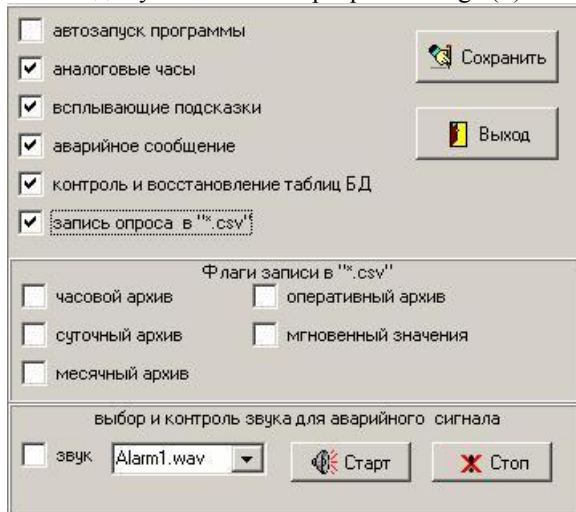 автозапуск программы
аналоговые часы
Сохранить
всплывающие подсказки
аварийное сообщение
Выход
контроль и восстановление таблиц БД
запись опроса в "*.csv"
Флаги записи в "*.csv"
часовой архив
оперативный архив
суточный архив
мгновенный значения
месячный архив
выбор и контроль звука для аварийного сигнала
звук
Alarm1.wav
Старт
Стоп